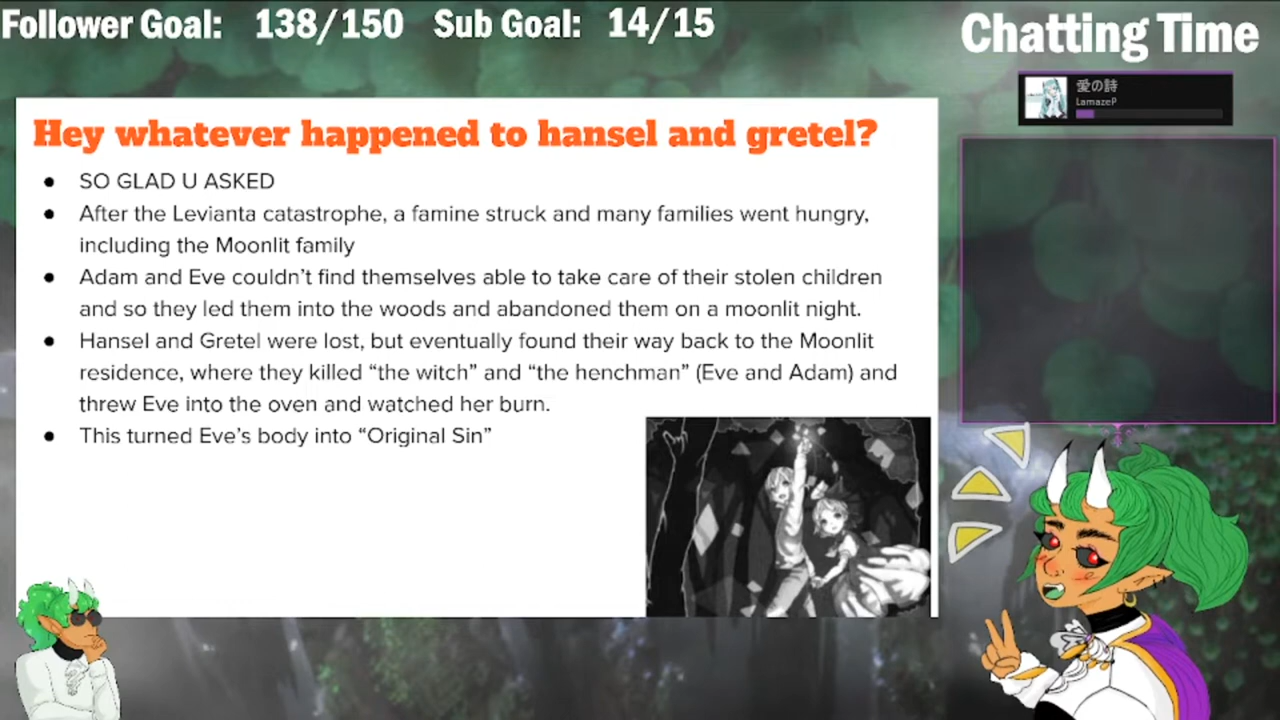 Follower Goal: 138/150 Sub Goal: 14/15
Chatting Time
愛の詩
LamazeP
Hey whatever happened to hansel and gretel?
● SO GLAD U ASKED
● After the Levianta catastrophe, a famine struck and many families went hungry,
including the Moonlit family
● Adam and Eve couldn't find themselves able to take care of their stolen children
and so they led them into the woods and abandoned them on a moonlit night.
● Hansel and Gretel were lost, but eventually found their way back to the Moonlit
residence, where they killed “the witch” and “the henchman” (Eve and Adam) and
threw Eve into the oven and watched her burn.
● This turned Eve's body into “Original Sin”